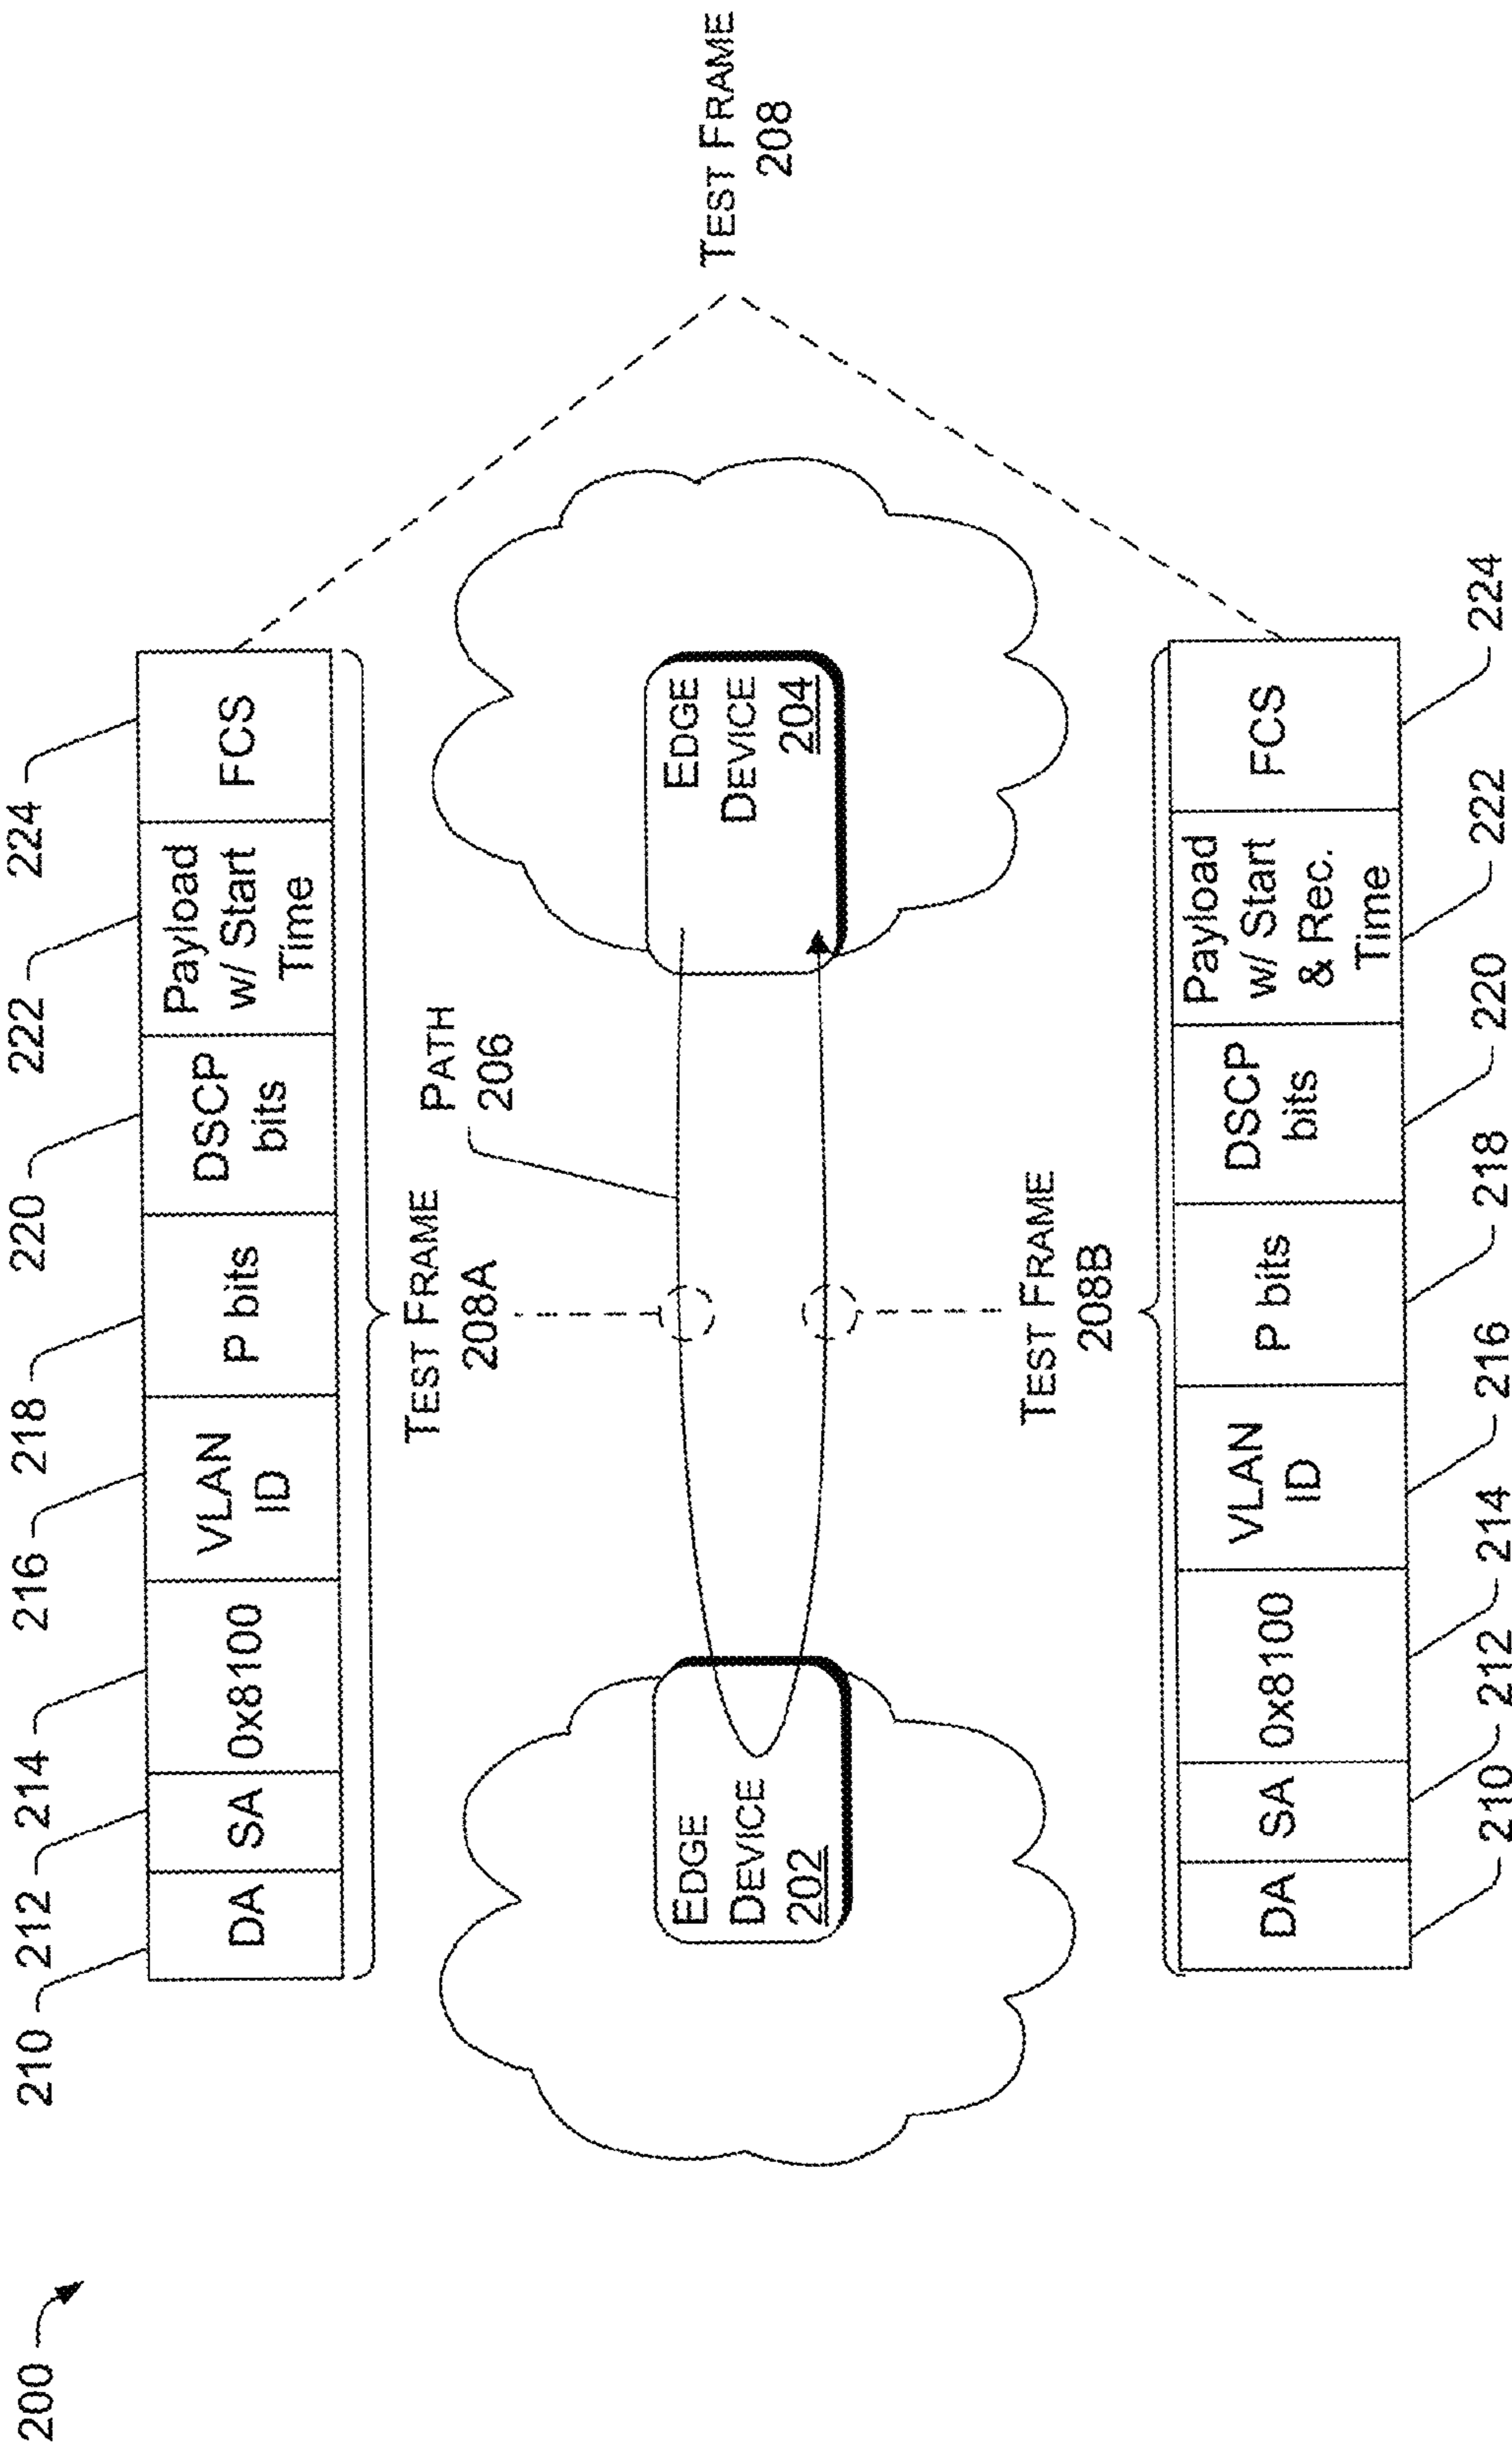 200
210
212
214
216
218
220
222
224
DA
SA
0x8100
VLAN
ID
P bits
DSCP
bits
Payload
w/ Start
Time
FCS
TEST FRAME
208A
PATH
206
EDGE
DEVICE
202
EDGE
DEVICE
204
TEST FRAME
208
TEST FRAME
208B
DA
SA
0x8100
VLAN
ID
P bits
DSCP
bits
Payload
w/ Start
& Rec.
Time
FCS
210
212
214
216
218
220
222
224